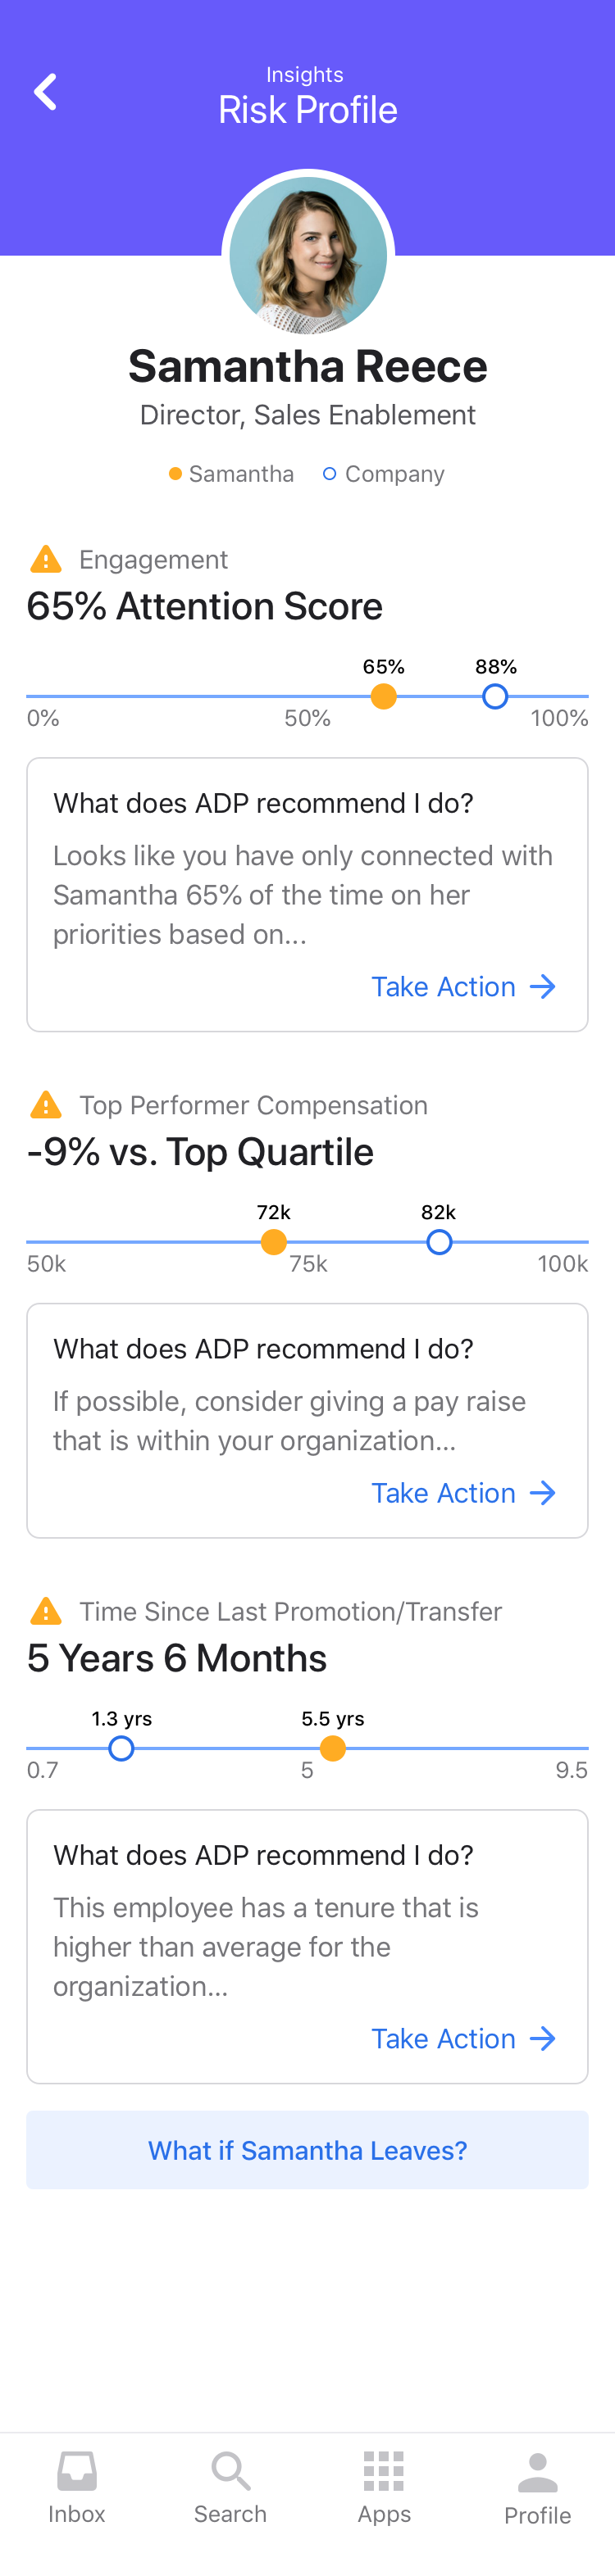 Insights
Risk Profile
Samantha Reece
Director, Sales Enablement
Samantha Company
Engagement
65% Attention Score
65% 88%
0% 50% 100%
What does ADP recommend I do?
Looks like you have only connected with
Samantha 65% of the time on her
priorities based on...
Take Action
Top Performer Compensation
-9% vs. Top Quartile
72k 82k
50k 75k 100k
What does ADP recommend I do?
If possible, consider giving a pay raise
that is within your organization...
Take Action
Time Since Last Promotion/Transfer
5 Years 6 Months
1.3 yrs 5.5 yrs
0.7 5 9.5
What does ADP recommend I do?
This employee has a tenure that is
higher than average for the
organization...
Take Action
What if Samantha Leaves?
Inbox Search Apps Profile